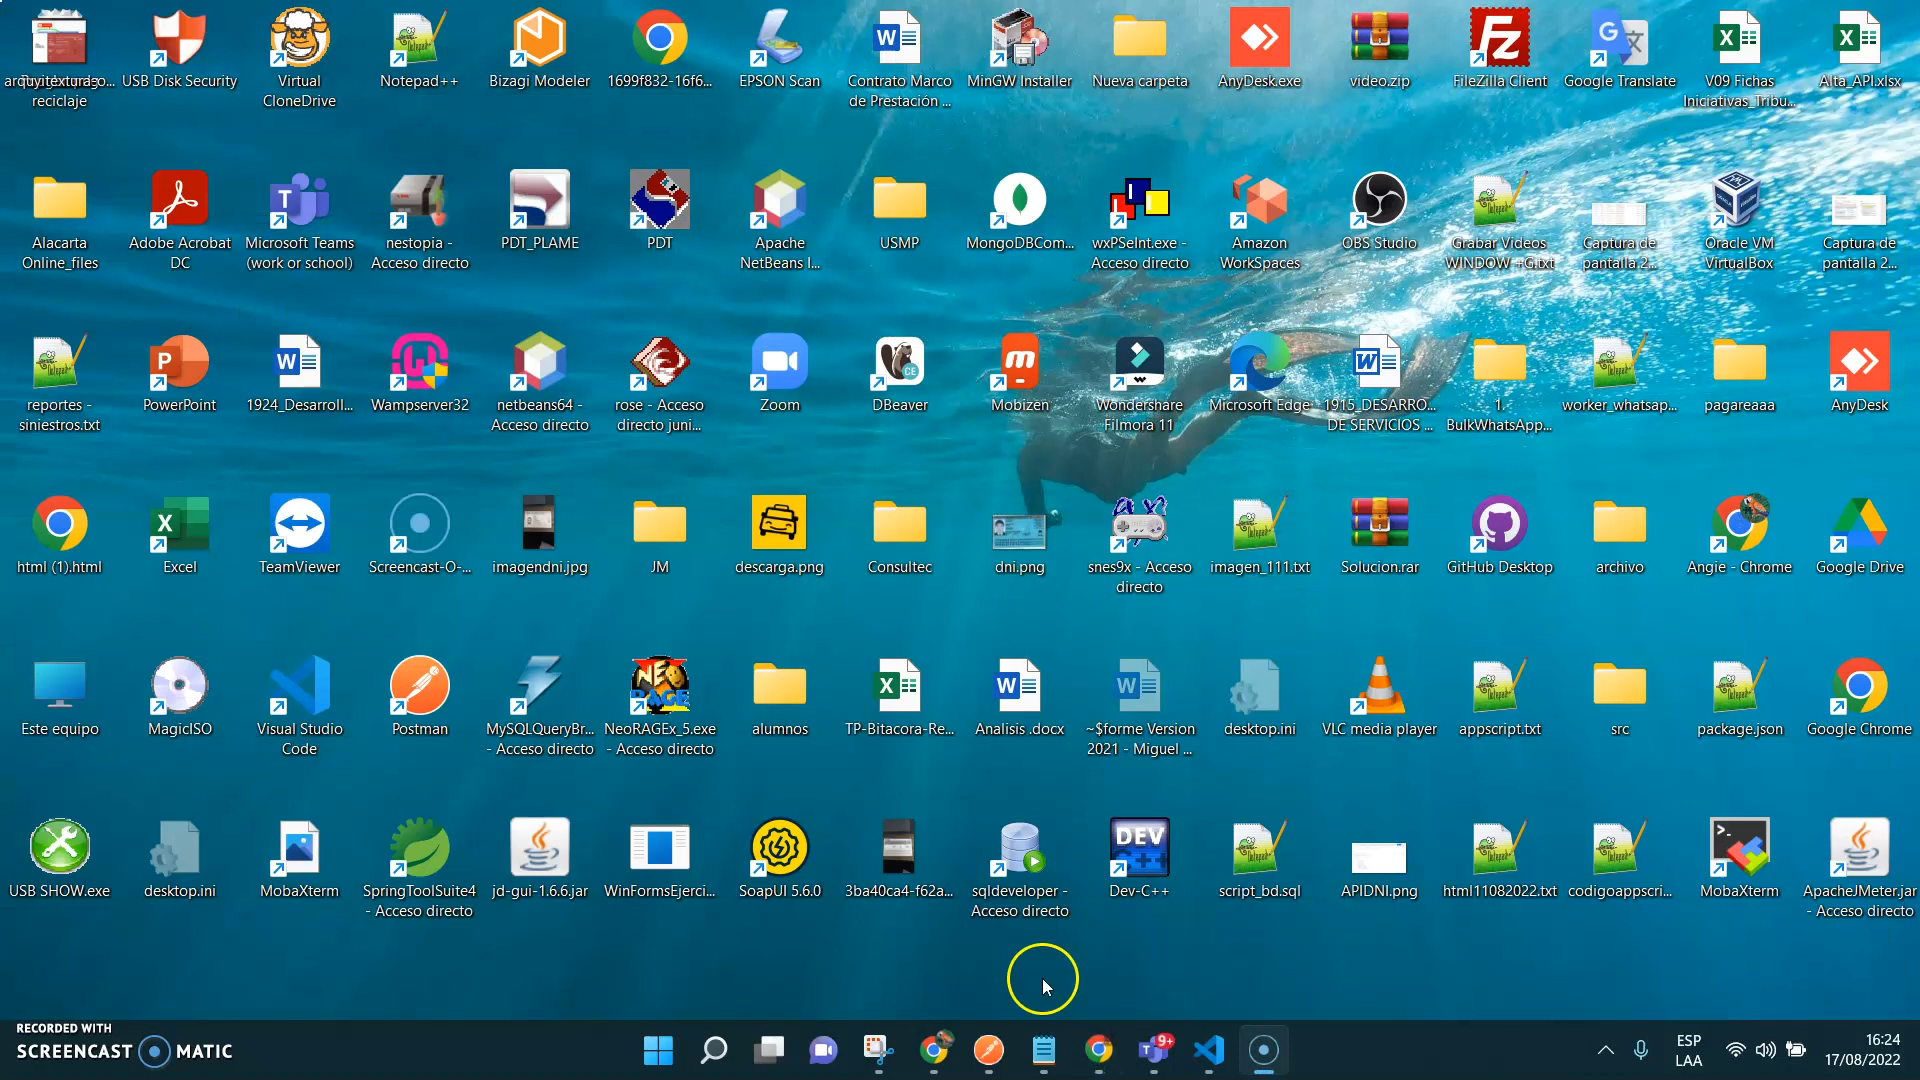 reciclaje
USB Disk Security
Virtual
CloneDrive
Notepad++
Bizagi Modeler
1699f832-16f6...
EPSON Scan
Contrato Marco
de Prestación ...
MinGW Installer
Nueva carpeta
AnyDesk.exe
video.zip
FileZilla Client
Google Translate
V09 Fichas
Iniciativas_Tribu...
Alta_API.xlsx
Alacarta
Online_files
Adobe Acrobat
DC
Microsoft Teams
(work or school)
nestopia -
Acceso directo
PDT_PLAME
PDT
Apache
NetBeans I...
USMP
MongoDBCom...
wxPSeInt.exe -
Acceso directo
Amazon
WorkSpaces
OBS Studio
Grabar Videos
WINDOW +G.txt
Captura de
pantalla 2...
Oracle VM
VirtualBox
Captura de
pantalla 2...
reportes -
siniestros.txt
PowerPoint
1924_Desarroll...
Wampserver32
netbeans64 -
Acceso directo
rose - Acceso
directo juni...
Zoom
DBeaver
Mobizen
Wondershare
Filmora 11
Microsoft Edge
1915_DESARRO...
DE SERVICIOS ...
1.
BulkWhatsApp...
worker_whatsap...
pagareaaa
AnyDesk
html (1).html
Excel
TeamViewer
Screencast-O-...
imagendni.jpg
JM
descarga.png
Consultec
dni.png
snes9x - Acceso
directo
imagen_111.txt
Solucion.rar
GitHub Desktop
archivo
Angie - Chrome
Google Drive
Este equipo
MagicISO
Visual Studio
Code
Postman
MySQLQueryBr...
- Acceso directo
NeoRAGEx_5.exe
- Acceso directo
alumnos
TP-Bitacora-Re...
Analisis .docx
~$forme Version
2021 - Miguel ...
desktop.ini
VLC media player
appscript.txt
src
package.json
Google Chrome
USB SHOW.exe
desktop.ini
MobaXterm
SpringToolSuite4
- Acceso directo
jd-gui-1.6.6.jar
WinFormsEjerci...
SoapUI 5.6.0
3ba40ca4-f62a...
sqldeveloper -
Acceso directo
DEV
C++
Dev-C++
script_bd.sql
APIDNI.png
html11082022.txt
codigoappscri...
MobaXterm
ApacheJMeter.jar
- Acceso directo
RECORDED WITH
SCREENCAST MATIC
9+
ESP
LAA
16:24
17/08/2022